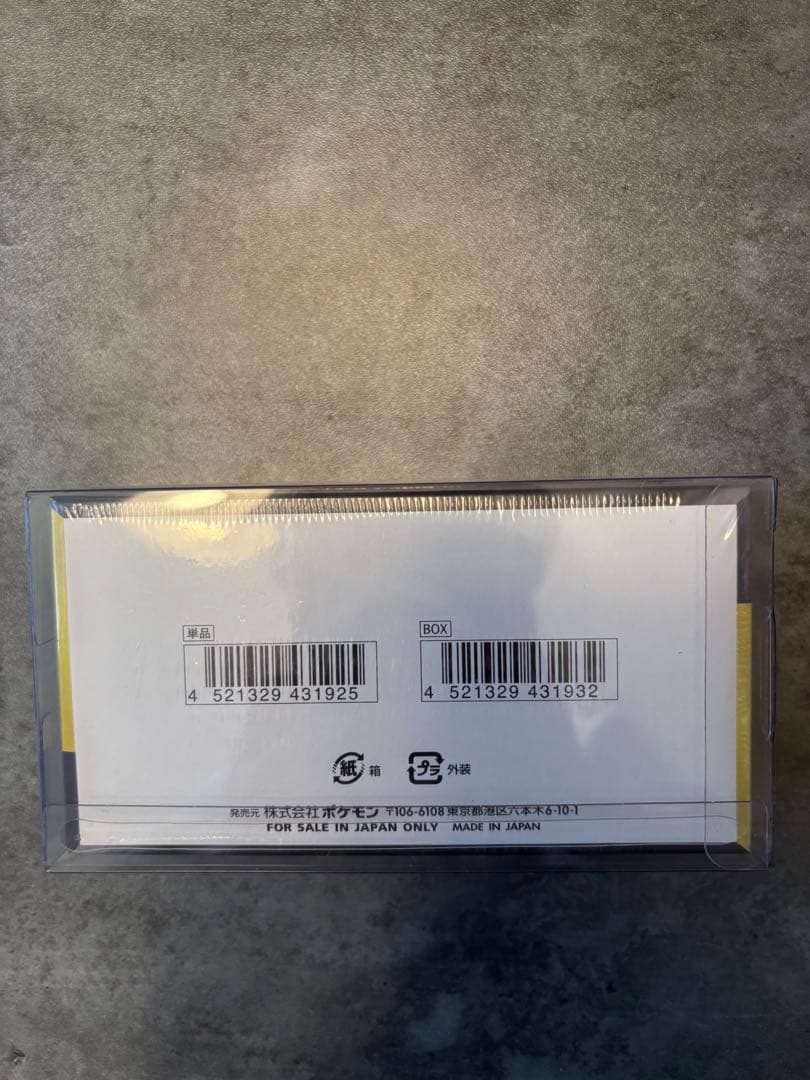 単品
BOX
4 521329 431925
4 521329 431932
紙 箱
プラ 外装
発売元 株式会社ポケモン 〒106-6108 東京都港区六本木6-10-1
FOR SALE IN JAPAN ONLY MADE IN JAPAN